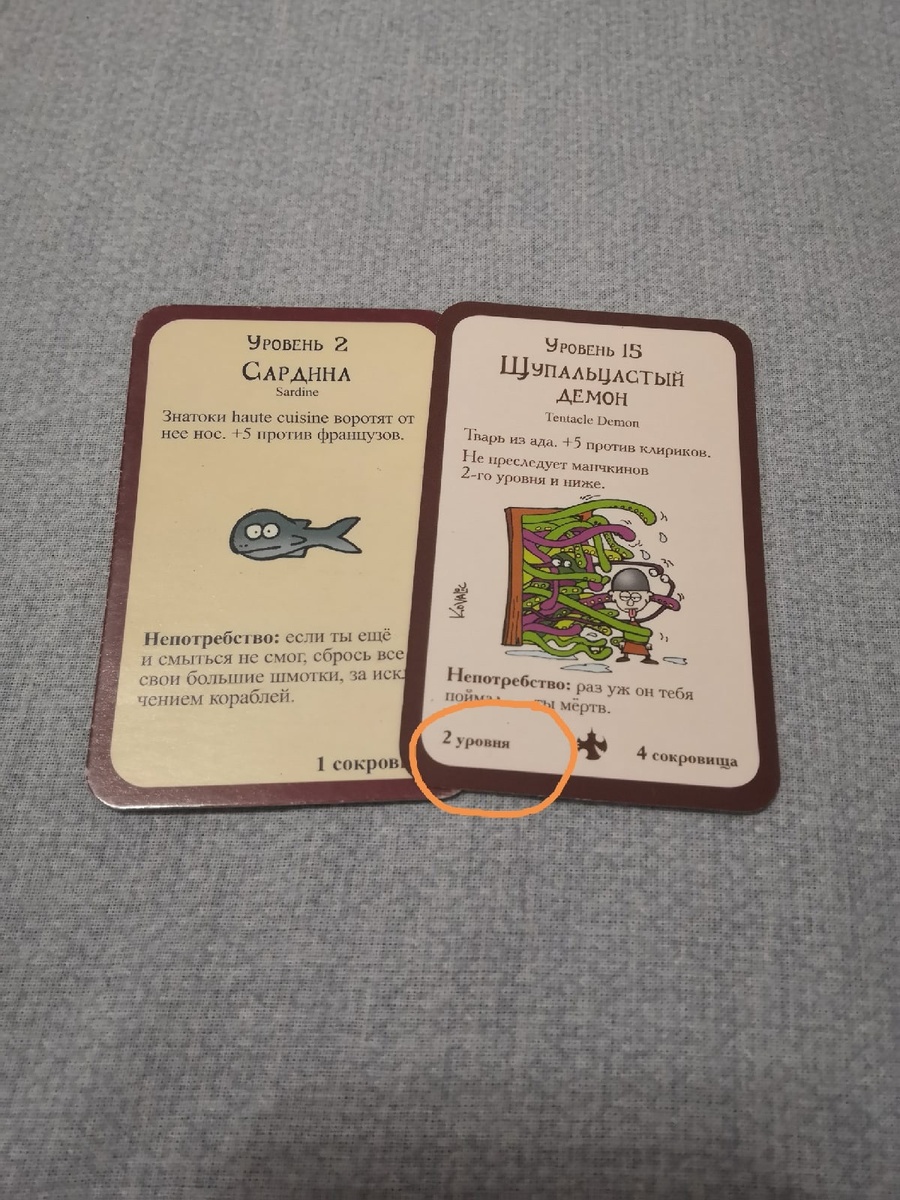 Уровень 2
Сардина
Sardine
Знатоки haute cuisine воротят от
нее нос. +5 против французов.
Непотребство: если ты ещё
и смыться не смог, сбрось все
свои большие шмотки, за иск
чением кораблей.
1 сокров
Уровень 15
Щупальцастый
демон
Tentacle Demon
Тварь из ада. +5 против клириков.
Не преследует манчкинов
2-го уровня и ниже.
Kovalic
Непотребство: раз уж он тебя
ты мёртв.
2 уровня
4 сокровища